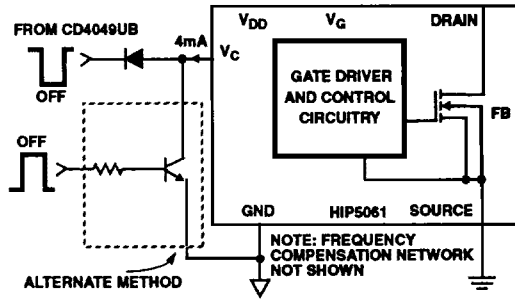 V_DD V_G DRAIN
FROM CD4049UB
4mA V_C
OFF
GATE DRIVER
AND CONTROL
CIRCUITRY
FB
OFF
GND HIP5061 SOURCE
NOTE: FREQUENCY
COMPENSATION NETWORK
NOT SHOWN
ALTERNATE METHOD